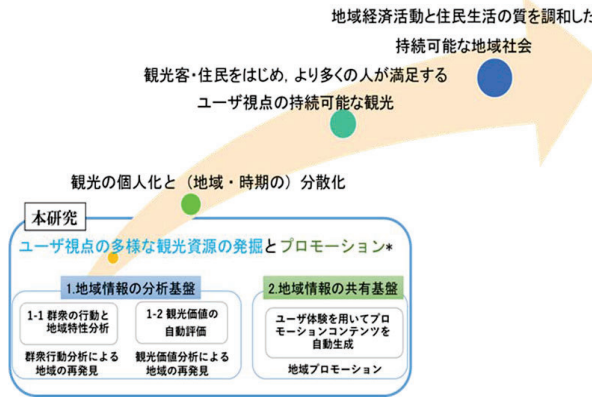 地域経済活動と住民生活の質を調和した
持続可能な地域社会
観光客・住民をはじめ，より多くの人が満足する
ユーザ視点の持続可能な観光
観光の個人化と（地域・時期の）分散化
本研究
ユーザ視点の多様な観光資源の発掘とプロモーション*
1.地域情報の分析基盤
1-1 群衆の行動と
地域特性分析
群衆行動分析による
地域の再発見
1-2 観光価値の
自動評価
観光価値分析による
地域の再発見
2.地域情報の共有基盤
ユーザ体験を用いてプロ
モーションコンテンツを
自動生成
地域プロモーション